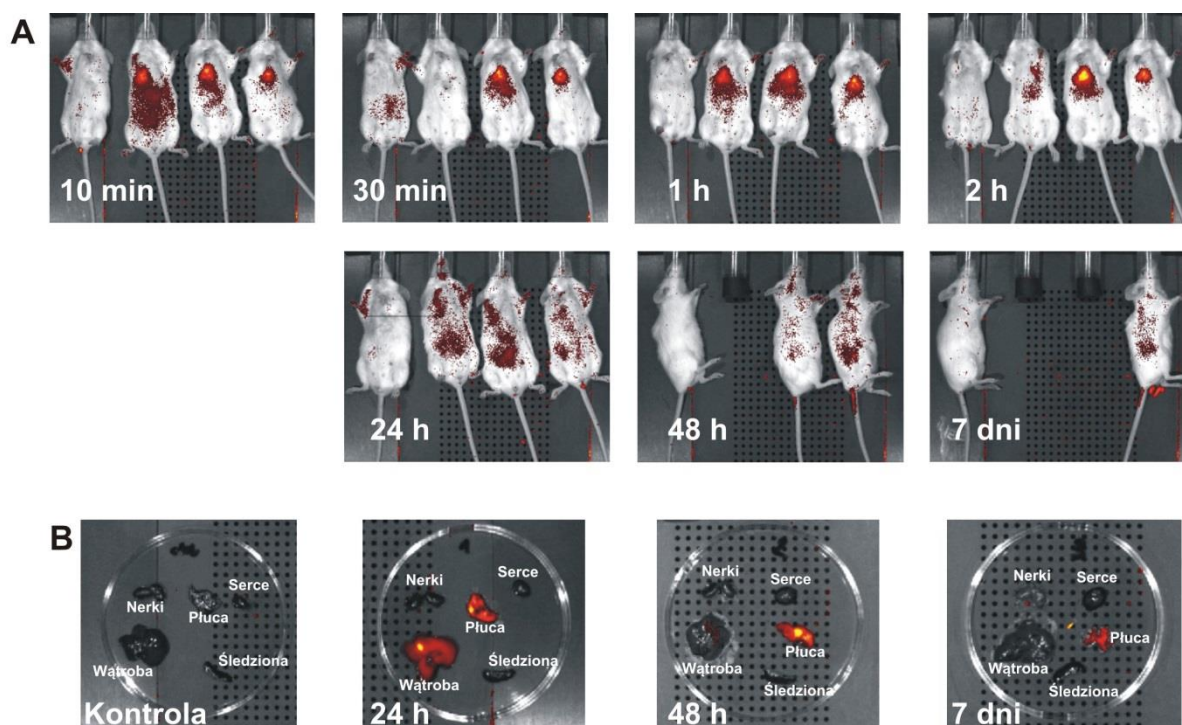 A
10 min
30 min
1 h
2 h
24 h
48 h
7 dni
B
Nerki
Serce
Płuca
Wątroba
Śledziona
Kontrola
Nerki
Serce
Płuca
Wątroba
Śledziona
24 h
Nerki
Serce
Płuca
Wątroba
Śledziona
48 h
Nerki
Serce
Płuca
Wątroba
Śledziona
7 dni